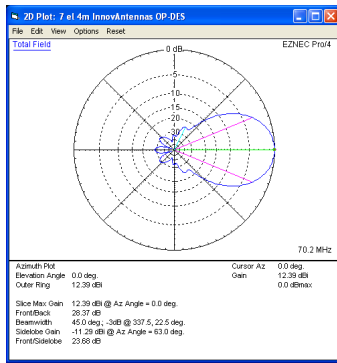 2D Plot: 7 el 4m InnovAntennas OP-DES
File Edit View Options Reset
Total Field
EZNEC Pro/4
0 dB
-5
-10
-15
-20
-30
70.2 MHz
Azimuth Plot
Elevation Angle 0.0 deg.
Outer Ring 12.39 dBi
Cursor Az 0.0 deg.
Gain 12.39 dBi
0.0 dBmax
Slice Max Gain 12.39 dBi @ Az Angle = 0.0 deg.
Front/Back 28.37 dB
Beamwidth 45.0 deg.; -3dB @ 337.5, 22.5 deg.
Sidelobe Gain -11.29 dBi @ Az Angle = 63.0 deg.
Front/Sidelobe 23.68 dB